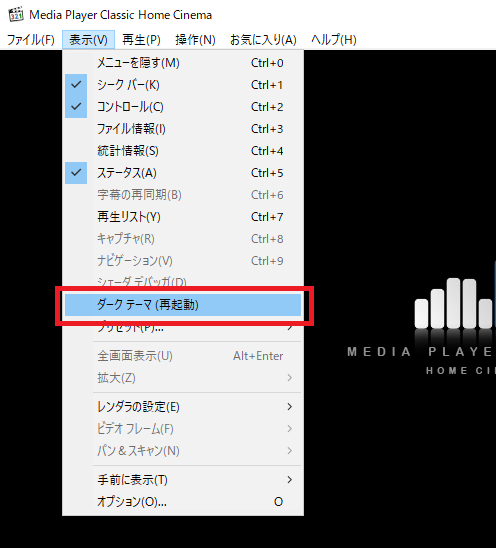 Media Player Classic Home Cinema
ファイル(F) 表示(V) 再生(P) 操作(N) お気に入り(A) ヘルプ(H)
メニューを隠す(M) Ctrl+0
シーク バー(K) Ctrl+1
コントロール(C) Ctrl+2
ファイル情報(I) Ctrl+3
統計情報(S) Ctrl+4
ステータス(A) Ctrl+5
字幕の再同期(B) Ctrl+6
再生リスト(Y) Ctrl+7
キャプチャ(R) Ctrl+8
ナビゲーション(V) Ctrl+9
シェーダ デバッガ(D)
ダーク テーマ (再起動)
プリセット(P)...
全画面表示(U) Alt+Enter
拡大(Z)
レンダラの設定(E)
ビデオ フレーム(F)
パン＆スキャン(N)
手前に表示(T)
オプション(O)... O
MEDIA PLAYE
HOME CI